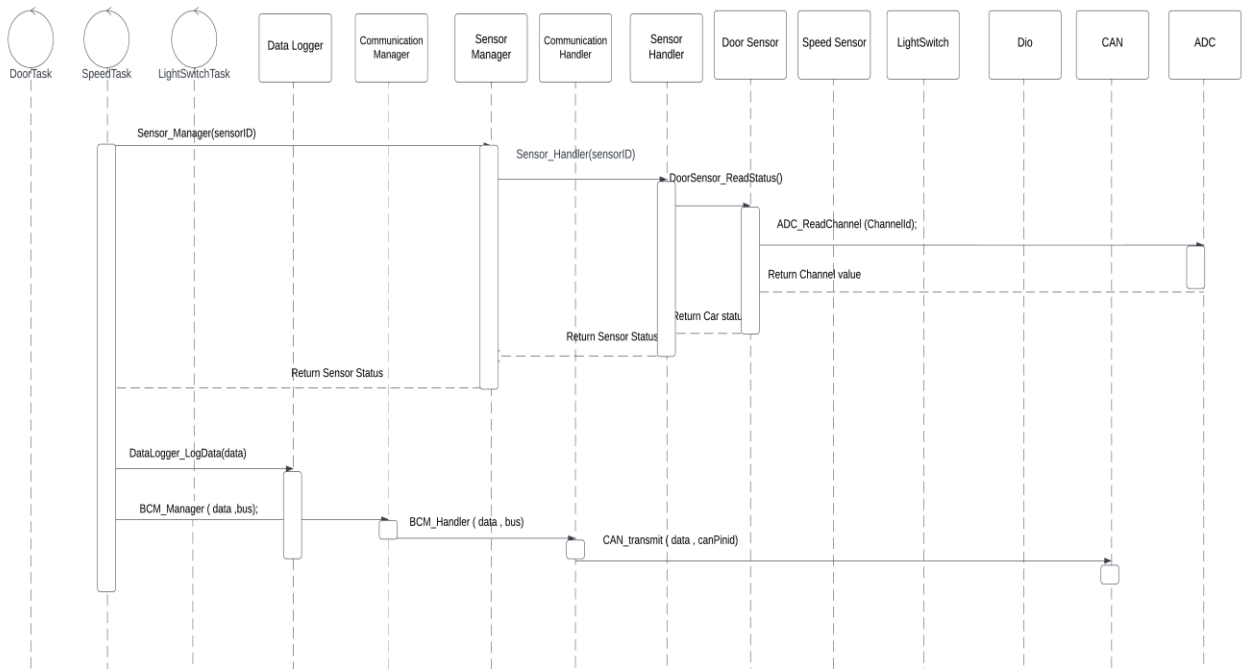 DoorTask
SpeedTask
LightSwitchTask
Data Logger
Communication
Manager
Sensor
Manager
Communication
Handler
Sensor
Handler
Door Sensor
Speed Sensor
LightSwitch
Dio
CAN
ADC
Sensor_Manager(sensorID)
Sensor_Handler(sensorID)
DoorSensor_ReadStatus()
ADC_ReadChannel (ChannelId);
Return Channel value
Return Car statu
Return Sensor Status
Return Sensor Status
DataLogger_LogData(data)
BCM_Manager ( data ,bus);
BCM_Handler ( data , bus)
CAN_transmit ( data , canPinid)